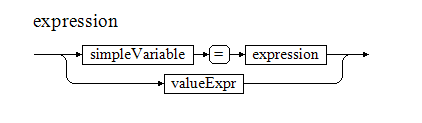 expression
simpleVariable = expression
valueExpr